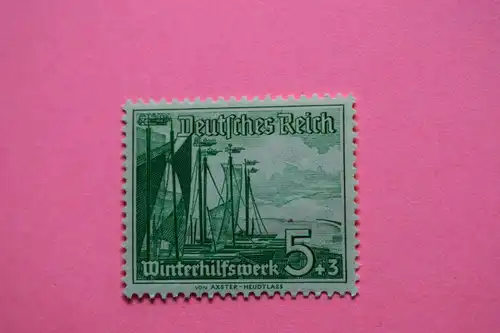 Deutsches Reich
Winterhilfswerk 5+3
VON AXSTER-HEUDTLASS